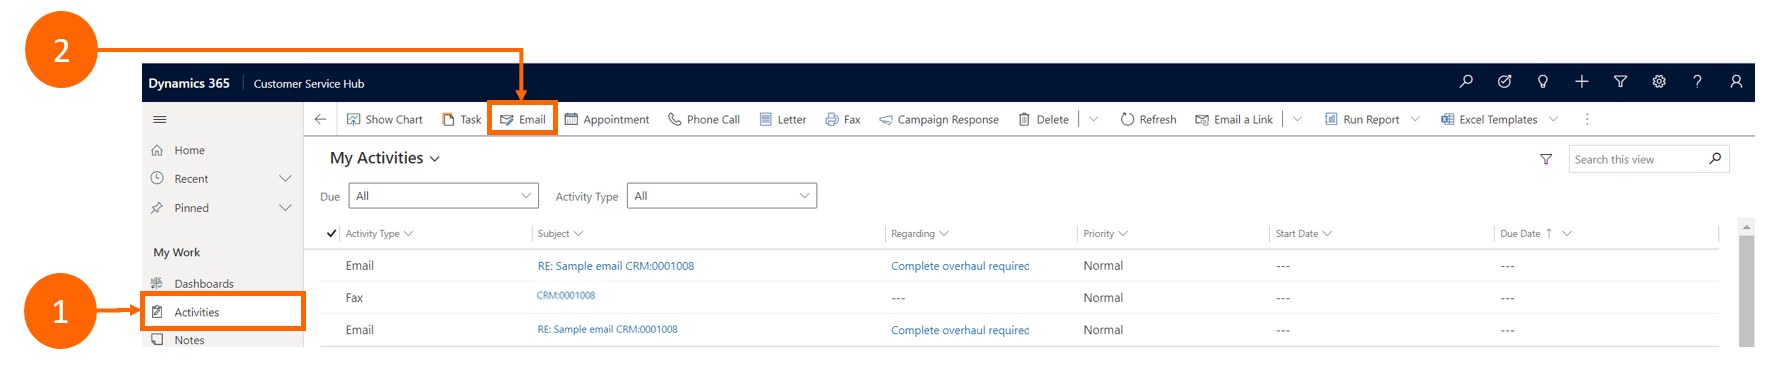 2
Dynamics 365 Customer Service Hub
Show Chart Task Email Appointment Phone Call Letter Fax Campaign Response Delete Refresh Email a Link Run Report Excel Templates
Home
Recent
Pinned
My Work
Dashboards
1
Activities
Notes
My Activities
Search this view
Due All Activity Type All
Activity Type Subject Regarding Priority Start Date Due Date ↑
Email RE: Sample email CRM:0001008 Complete overhaul required Normal --- ---
Fax CRM:0001008 --- Normal --- ---
Email RE: Sample email CRM:0001008 Complete overhaul required Normal --- ---